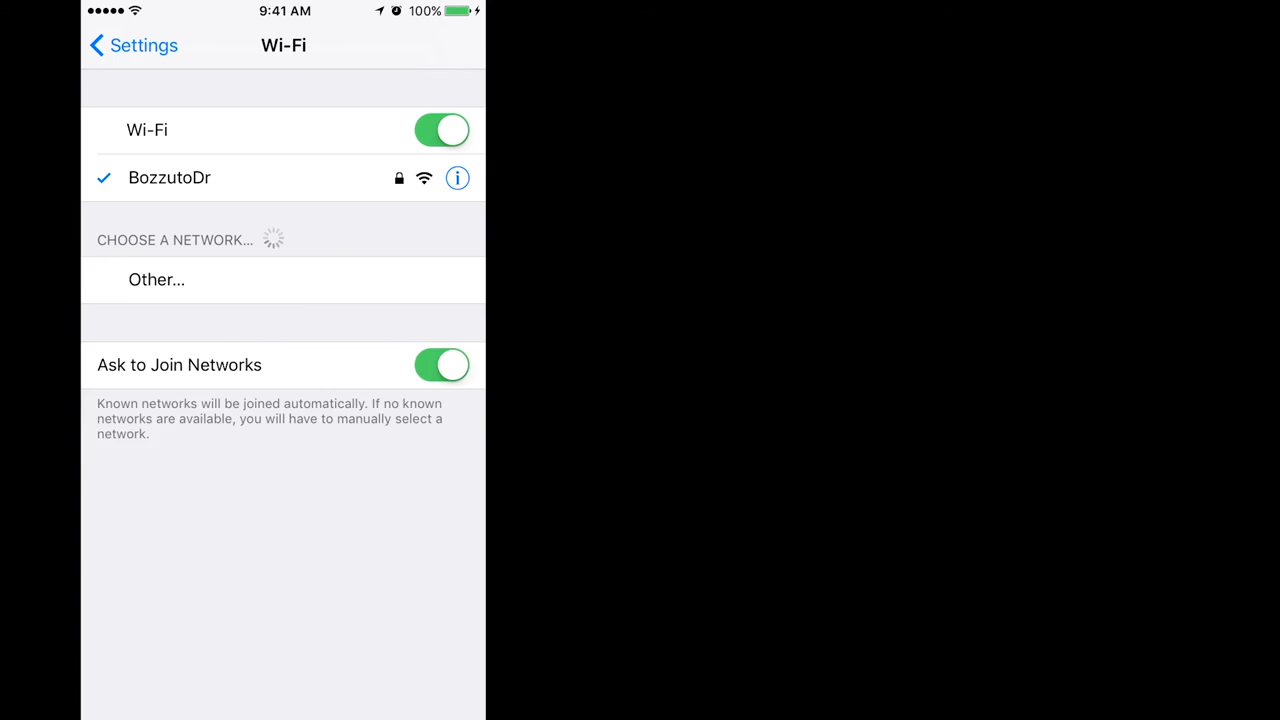 9:41 AM 100%
Settings Wi-Fi
Wi-Fi
BozzutoDr
CHOOSE A NETWORK...
Other...
Ask to Join Networks
Known networks will be joined automatically. If no known
networks are available, you will have to manually select a
network.